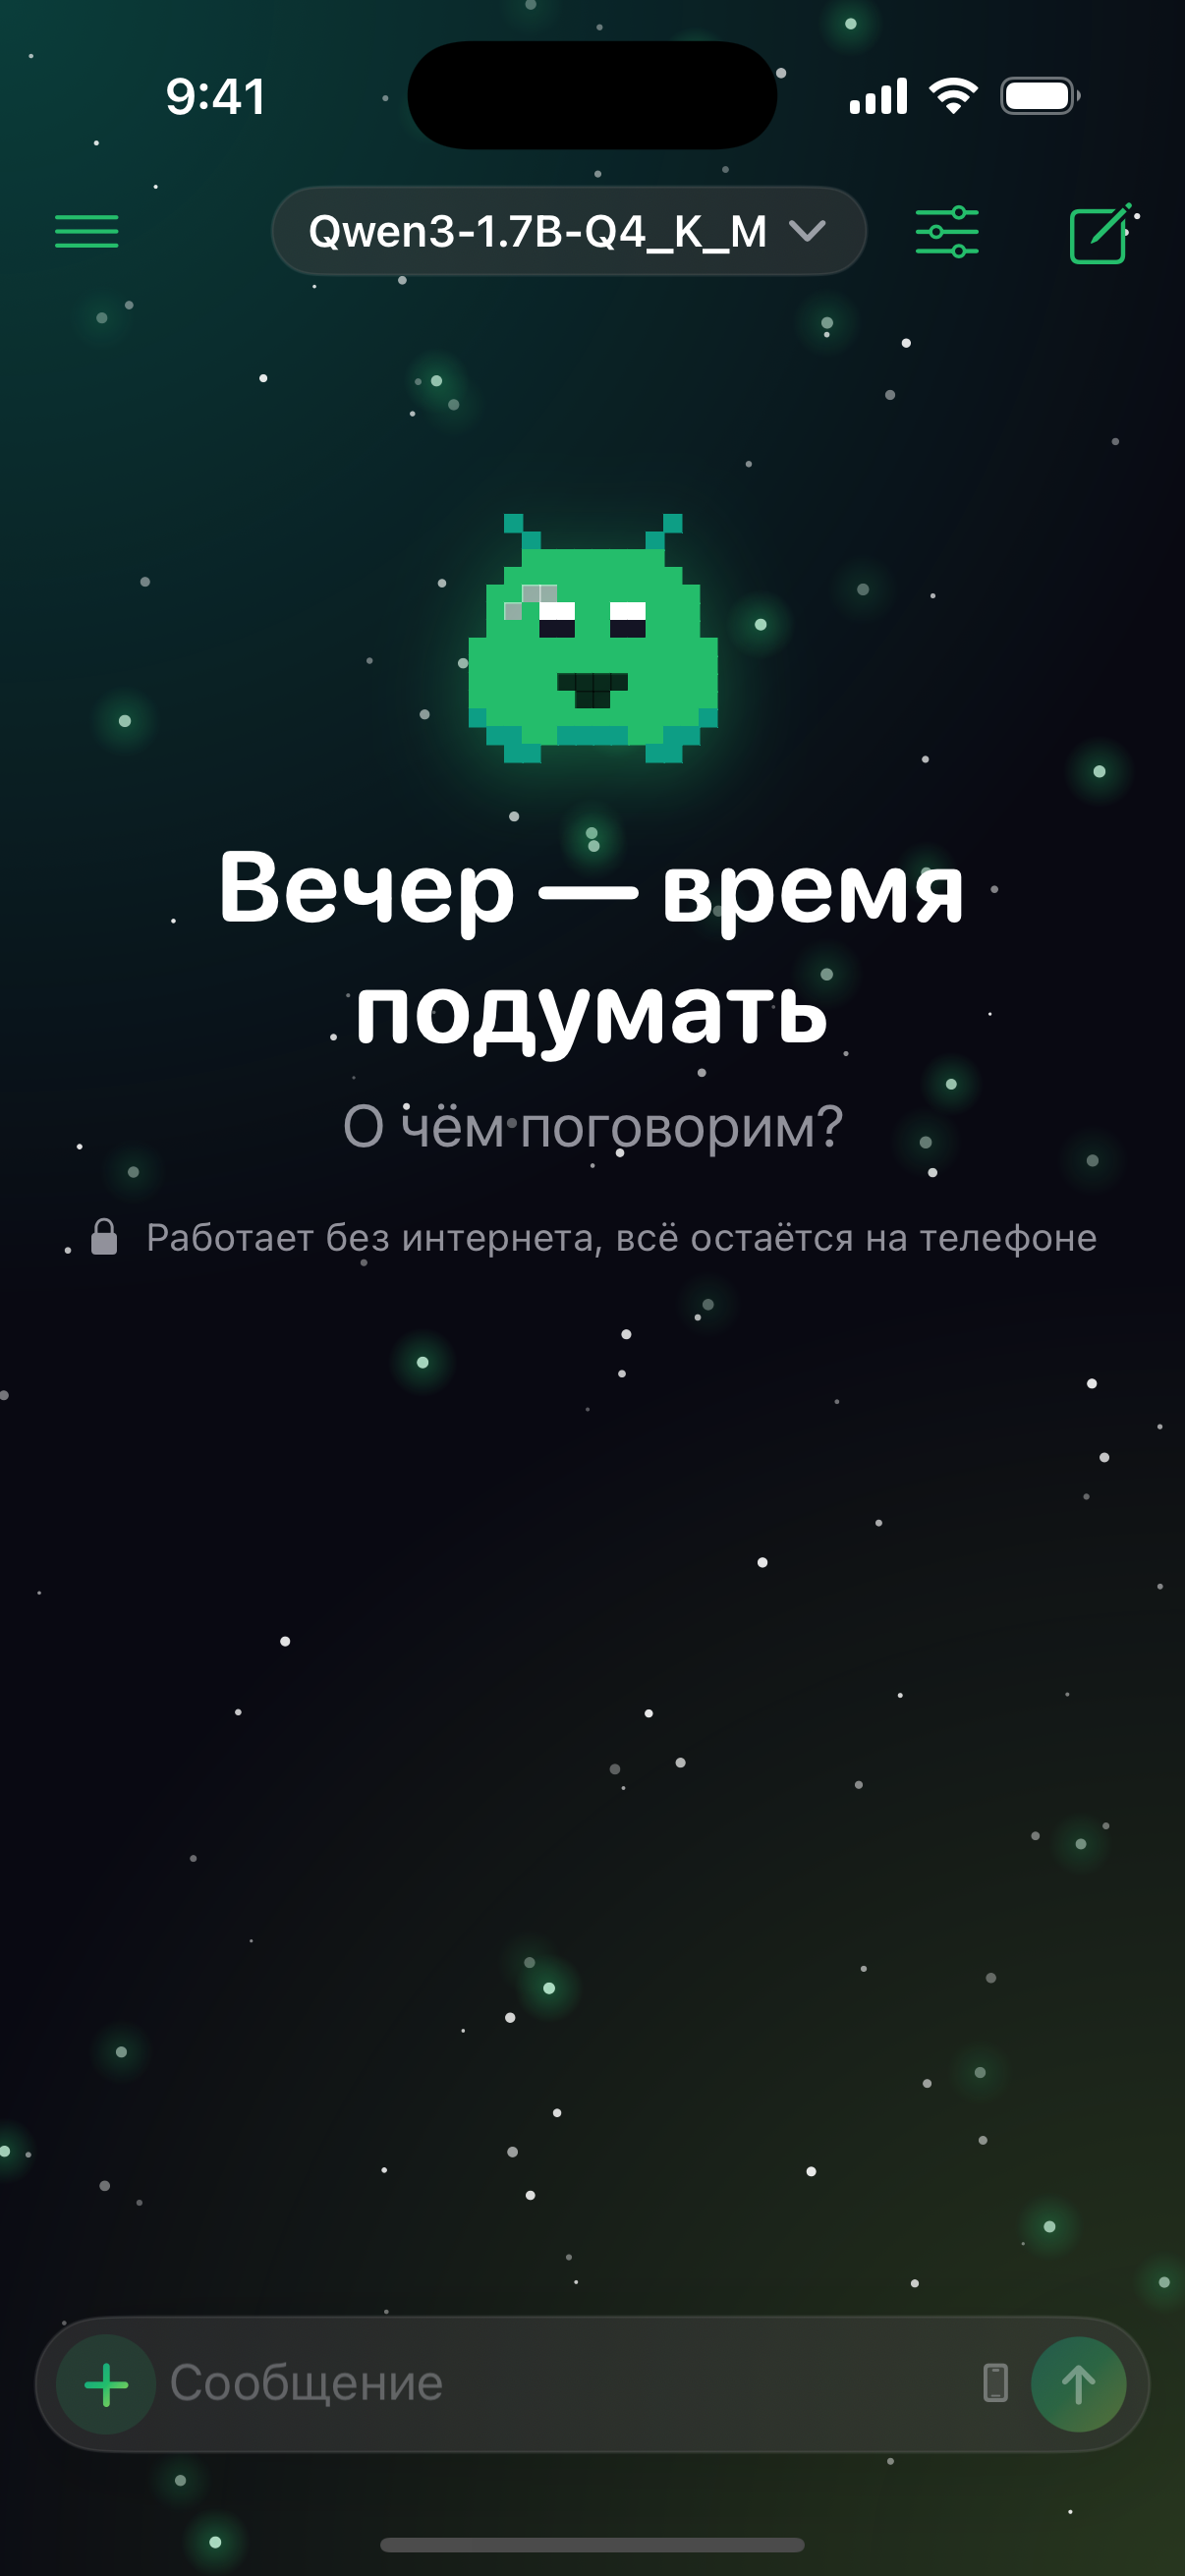 9:41
Qwen3-1.7B-Q4_K_M
Вечер — время
подумать
О чём поговорим?
Работает без интернета, всё остаётся на телефоне
Сообщение